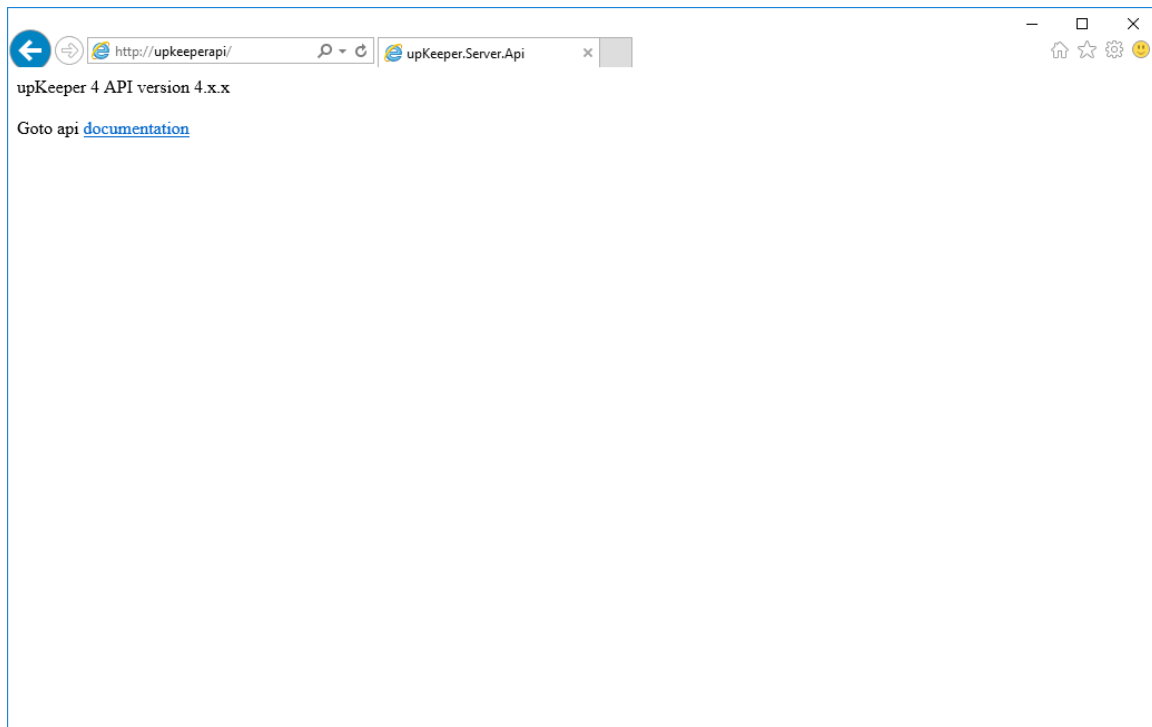 http://upkeeperapi/
upKeeper.Server.Api
upKeeper 4 API version 4.x.x
Goto api documentation